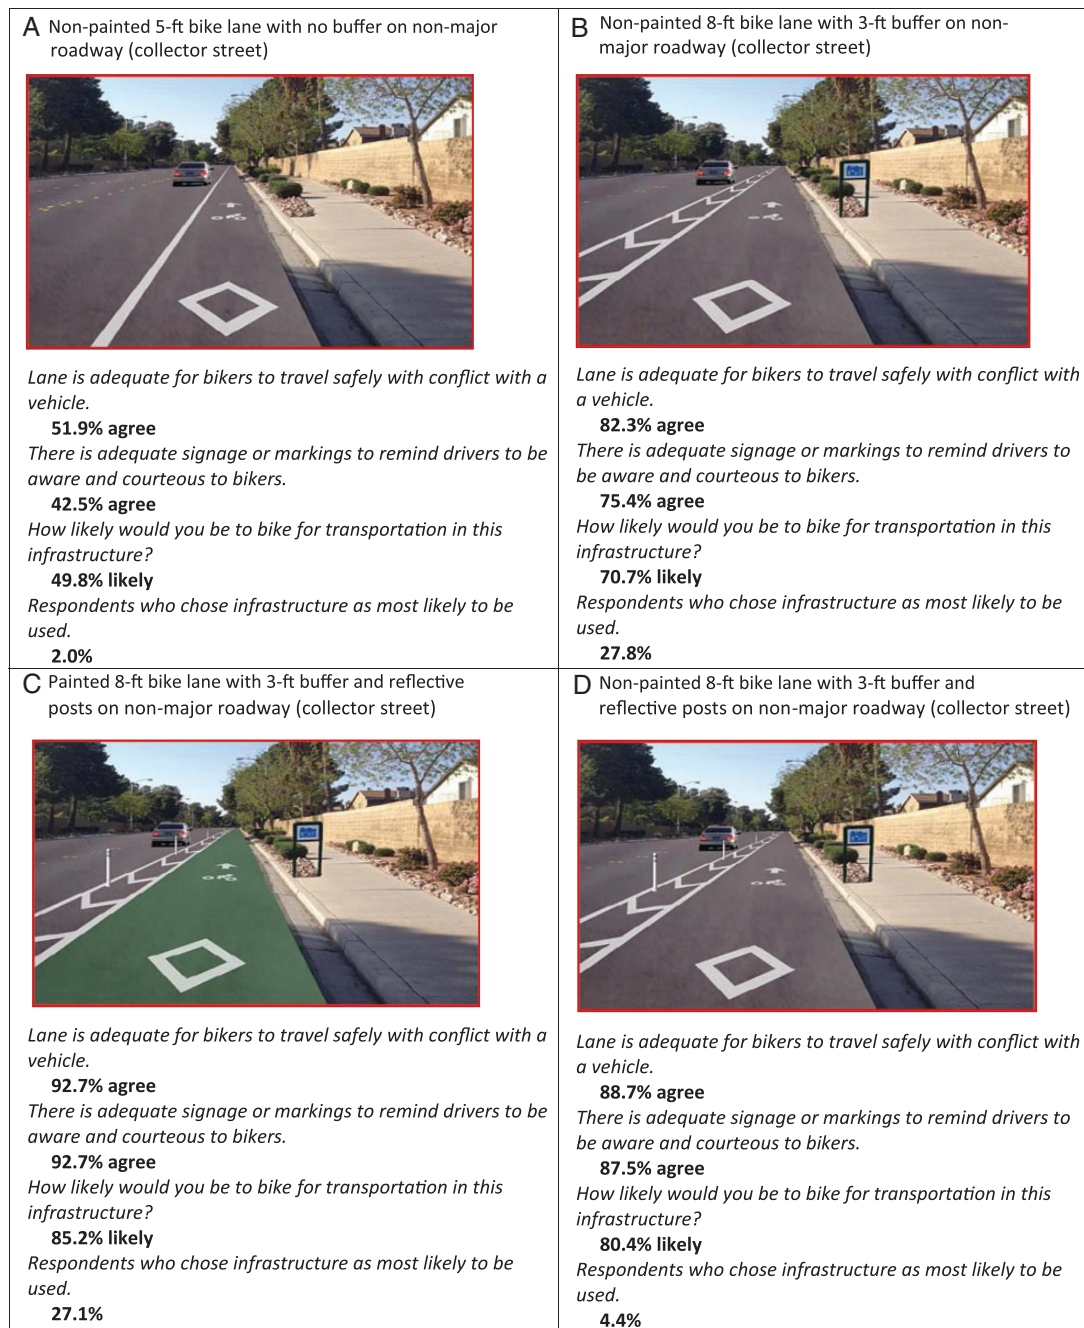 A Non-painted 5-ft bike lane with no buffer on non-major
roadway (collector street)
Lane is adequate for bikers to travel safely with conflict with a
vehicle.
51.9% agree
There is adequate signage or markings to remind drivers to be
aware and courteous to bikers.
42.5% agree
How likely would you be to bike for transportation in this
infrastructure?
49.8% likely
Respondents who chose infrastructure as most likely to be
used.
2.0%
B Non-painted 8-ft bike lane with 3-ft buffer on non-
major roadway (collector street)
Lane is adequate for bikers to travel safely with conflict with
a vehicle.
82.3% agree
There is adequate signage or markings to remind drivers to
be aware and courteous to bikers.
75.4% agree
How likely would you be to bike for transportation in this
infrastructure?
70.7% likely
Respondents who chose infrastructure as most likely to be
used.
27.8%
C Painted 8-ft bike lane with 3-ft buffer and reflective
posts on non-major roadway (collector street)
Lane is adequate for bikers to travel safely with conflict with a
vehicle.
92.7% agree
There is adequate signage or markings to remind drivers to be
aware and courteous to bikers.
92.7% agree
How likely would you be to bike for transportation in this
infrastructure?
85.2% likely
Respondents who chose infrastructure as most likely to be
used.
27.1%
D Non-painted 8-ft bike lane with 3-ft buffer and
reflective posts on non-major roadway (collector street)
Lane is adequate for bikers to travel safely with conflict with
a vehicle.
88.7% agree
There is adequate signage or markings to remind drivers to
be aware and courteous to bikers.
87.5% agree
How likely would you be to bike for transportation in this
infrastructure?
80.4% likely
Respondents who chose infrastructure as most likely to be
used.
4.4%